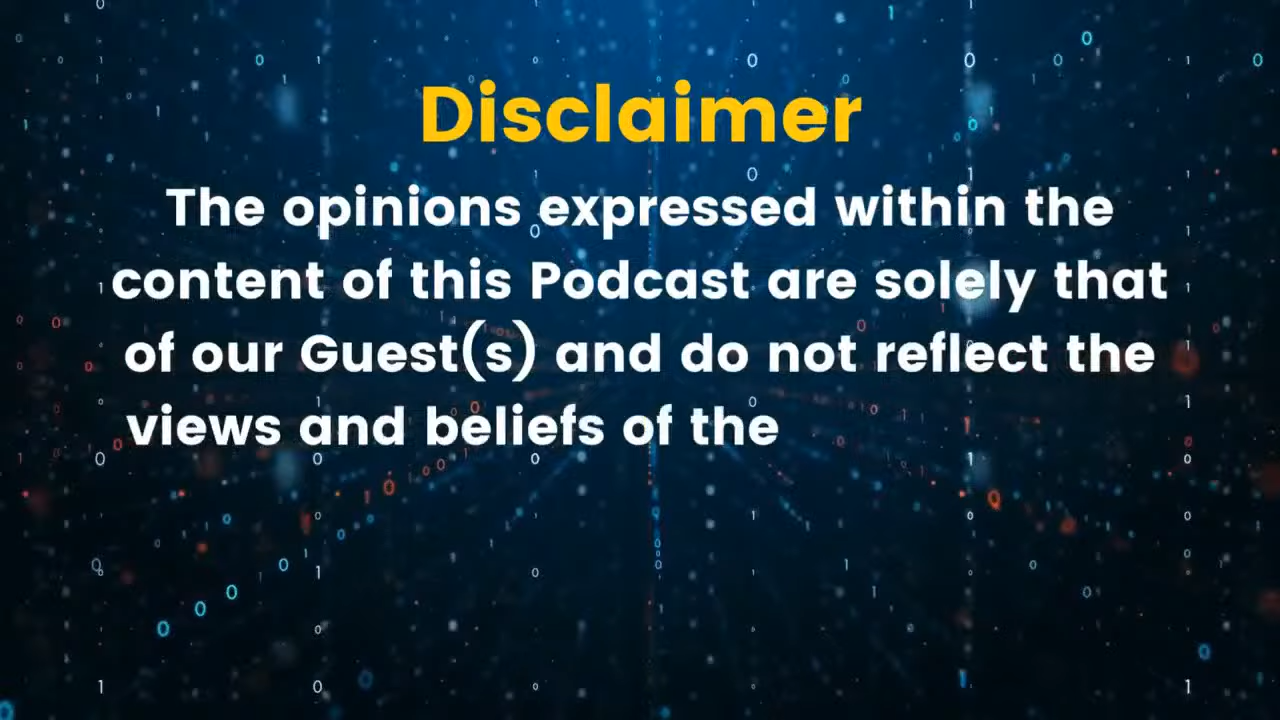 Disclaimer
The opinions expressed within the
content of this Podcast are solely that
of our Guest(s) and do not reflect the
views and beliefs of the